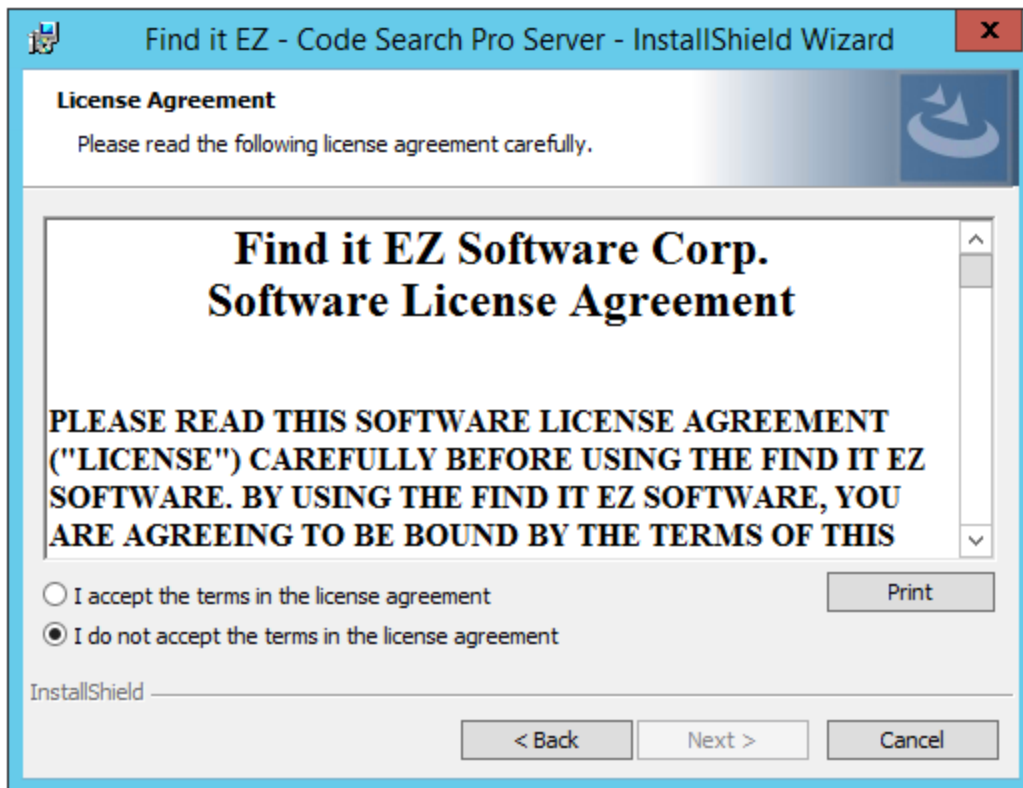 Find it EZ - Code Search Pro Server - InstallShield Wizard
x
License Agreement
Please read the following license agreement carefully.
Find it EZ Software Corp.
Software License Agreement
PLEASE READ THIS SOFTWARE LICENSE AGREEMENT
("LICENSE") CAREFULLY BEFORE USING THE FIND IT EZ
SOFTWARE. BY USING THE FIND IT EZ SOFTWARE, YOU
ARE AGREEING TO BE BOUND BY THE TERMS OF THIS
I accept the terms in the license agreement
Print
I do not accept the terms in the license agreement
InstallShield
< Back
Next >
Cancel